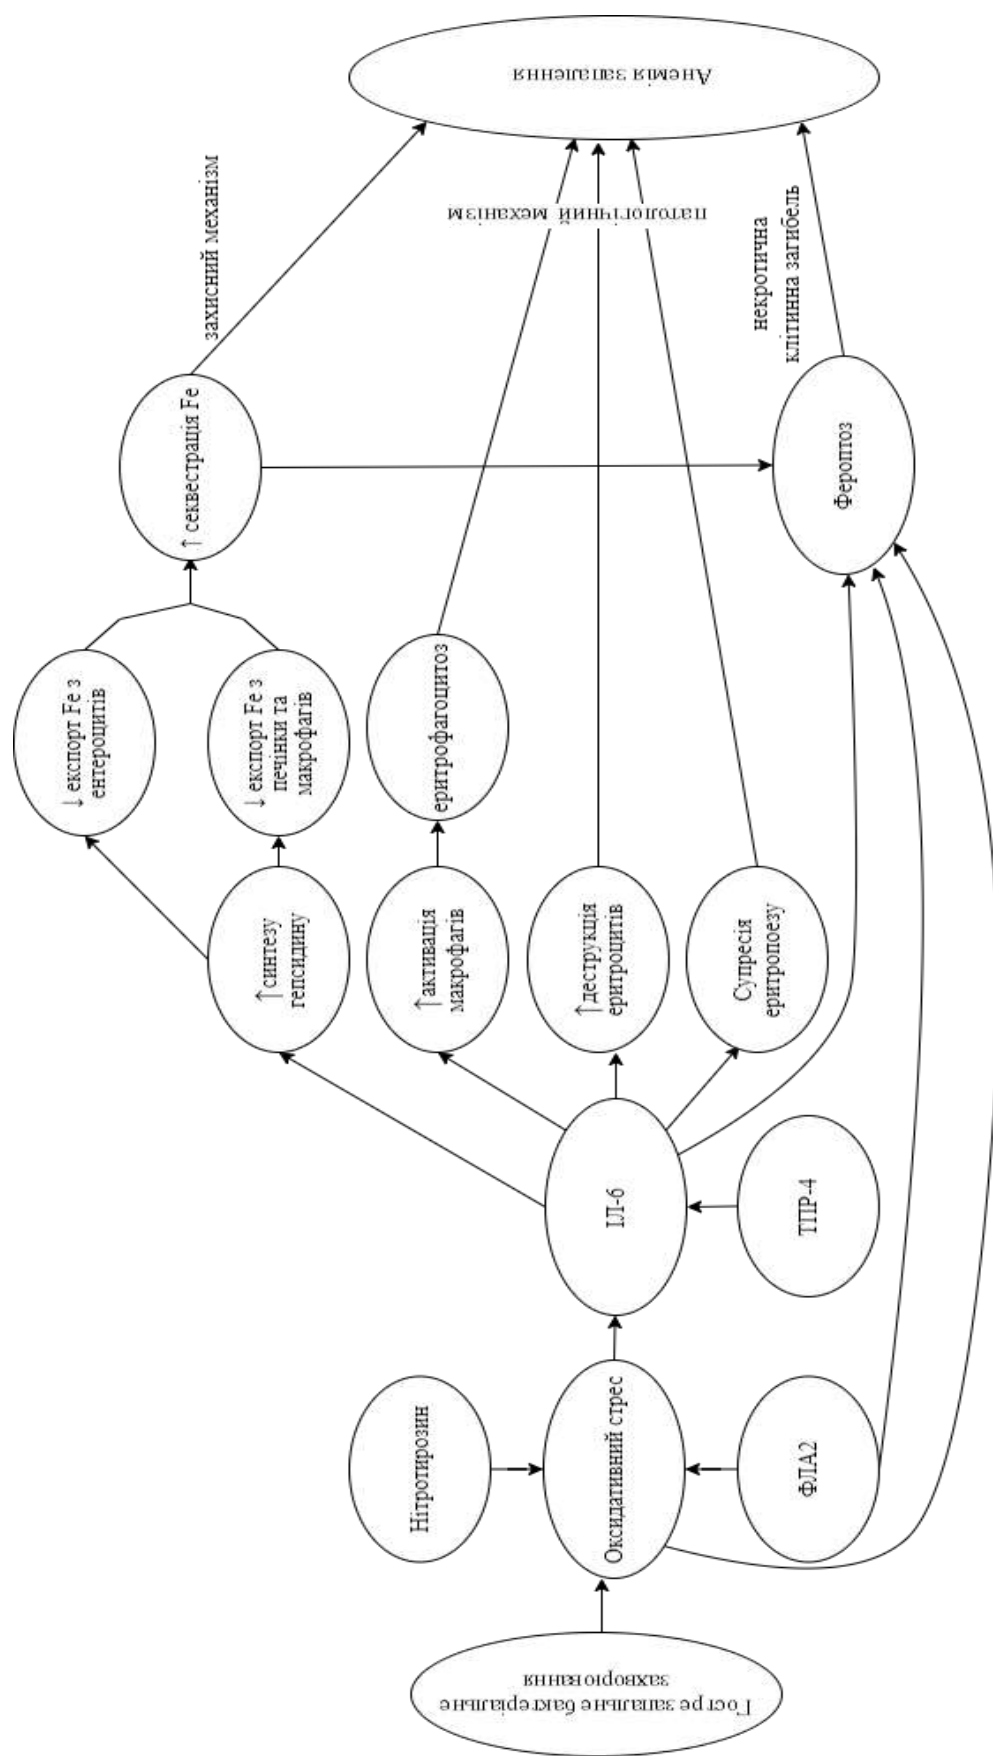 Гостре запальне бактеріальне
захворювання
Нітротирозин
Оксидативний стрес
ФЛА2
ІЛ-6
ТПР-4
↑синтезу
гепсидину
↑активація
макрофагів
↑деструкція
еритроцитів
Супресія
еритропоезу
↓ експорт Fe з
ентероцитів
↓ експорт Fe з
печінки та
макрофагів
еритрофагоцитоз
↑ секвестрація Fe
Фероптоз
захисний механізм
патологічний механізм
некротична
клітинна загибель
Анемія запалення